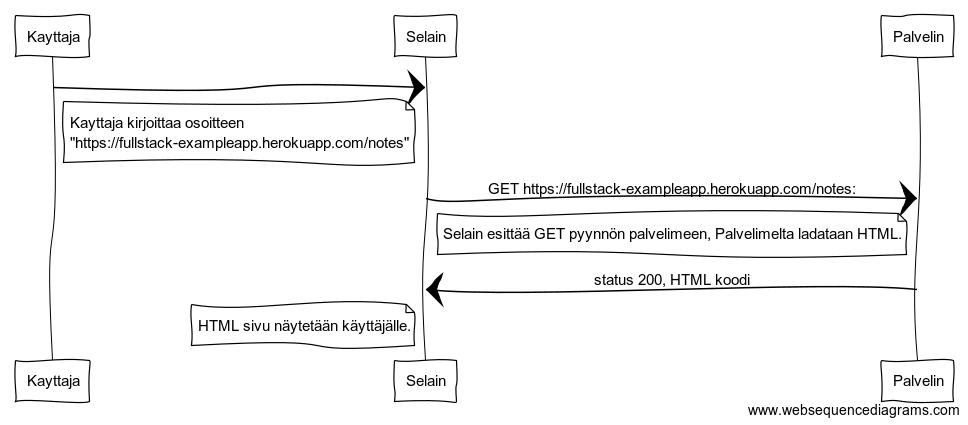 Kayttaja
Selain
Palvelin
Kayttaja kirjoittaa osoitteen
"https://fullstack-exampleapp.herokuapp.com/notes"
GET https://fullstack-exampleapp.herokuapp.com/notes:
Selain esittää GET pyynnön palvelimeen, Palvelimelta ladataan HTML.
status 200, HTML koodi
HTML sivu näytetään käyttäjälle.
Kayttaja
Selain
Palvelin
www.websequencediagrams.com